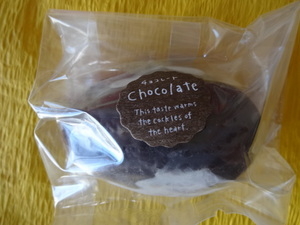 チョコレート
chocolate
This taste warms
the cockles of
the heart.